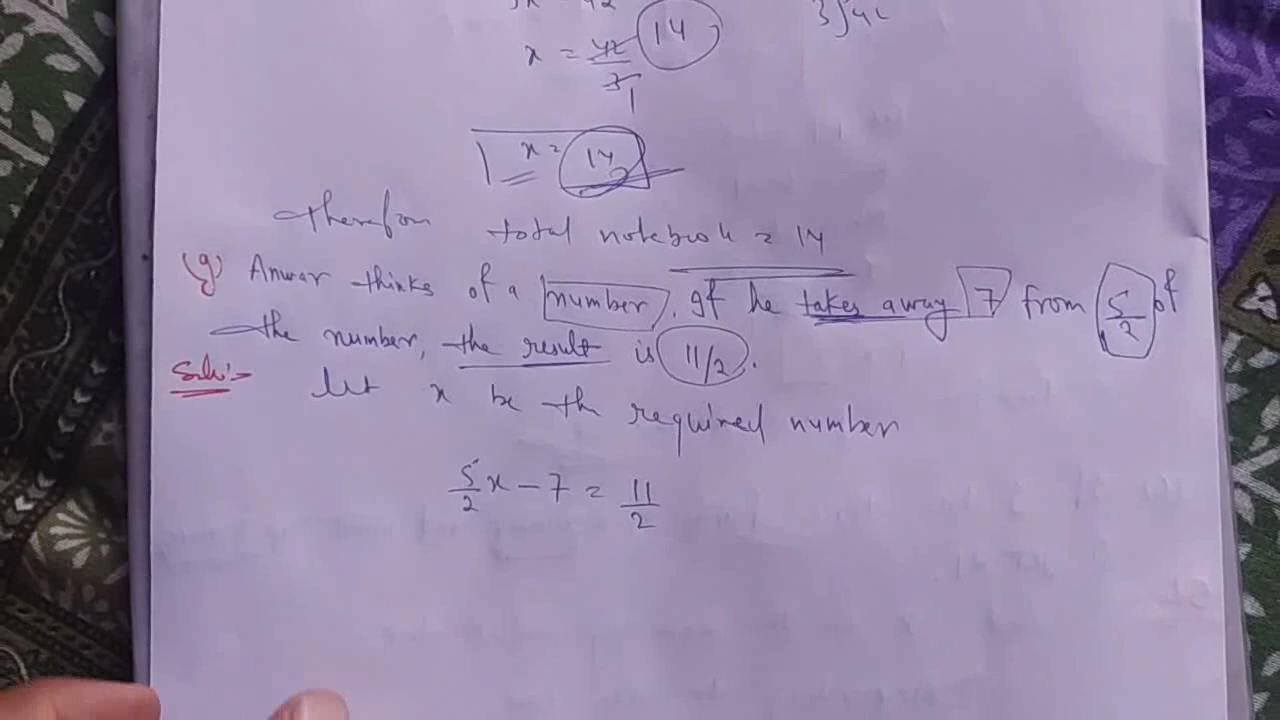 x = 42/3 14
1
x = 14
therefore total notebook = 14
(g) Anwar thinks of a number. If he takes away 7 from 5/2 of
the number, the result is 11/2.
Soln:- let x be the required number
5/2 x - 7 = 11/2